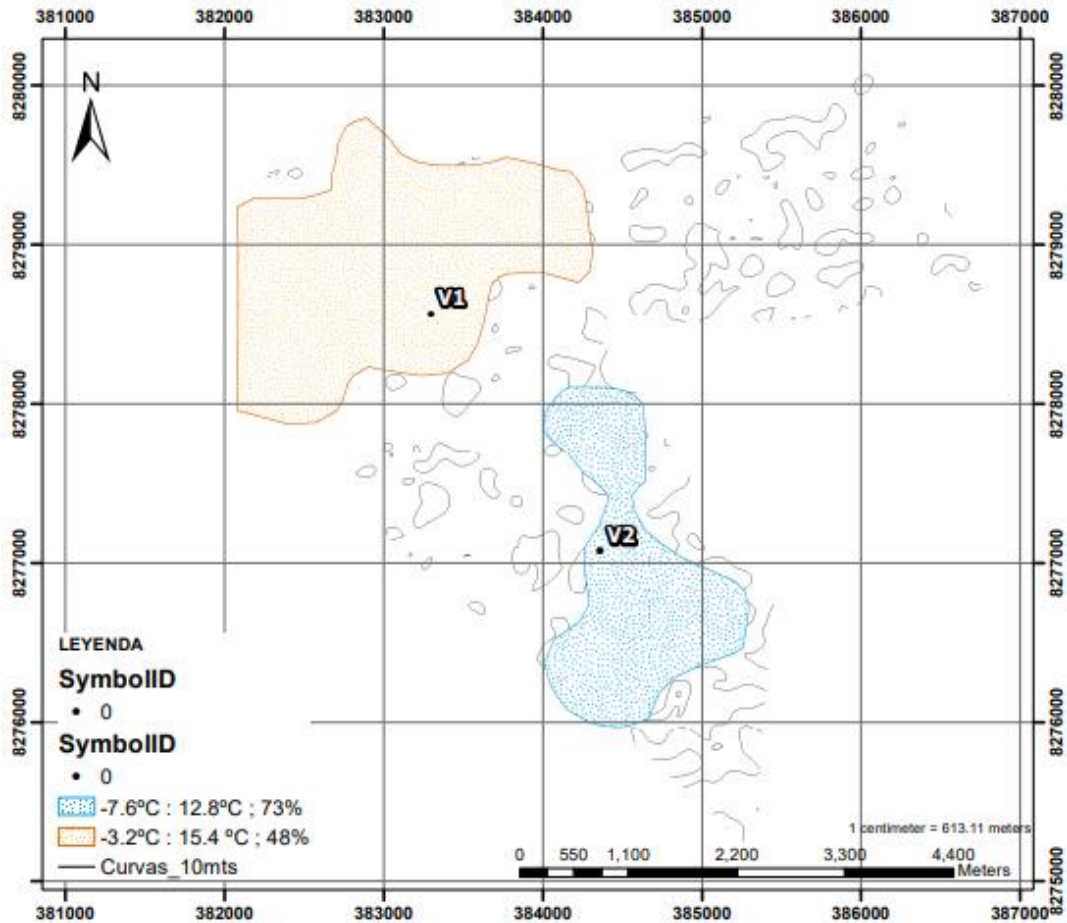 381000 382000 383000 384000 385000 386000 387000
8280000 8280000
N
8279000 8279000
V1
8278000 8278000
V2
8277000 8277000
LEYENDA
SymbolID
0
8276000 8276000
SymbolID
0
-7.6ºC : 12.8ºC ; 73%
-3.2ºC : 15.4 ºC ; 48%
1 centimeter = 613.11 meters
Curvas_10mts
0 550 1,100 2,200 3,300 4,400
Meters
8275000 8275000
381000 382000 383000 384000 385000 386000 387000